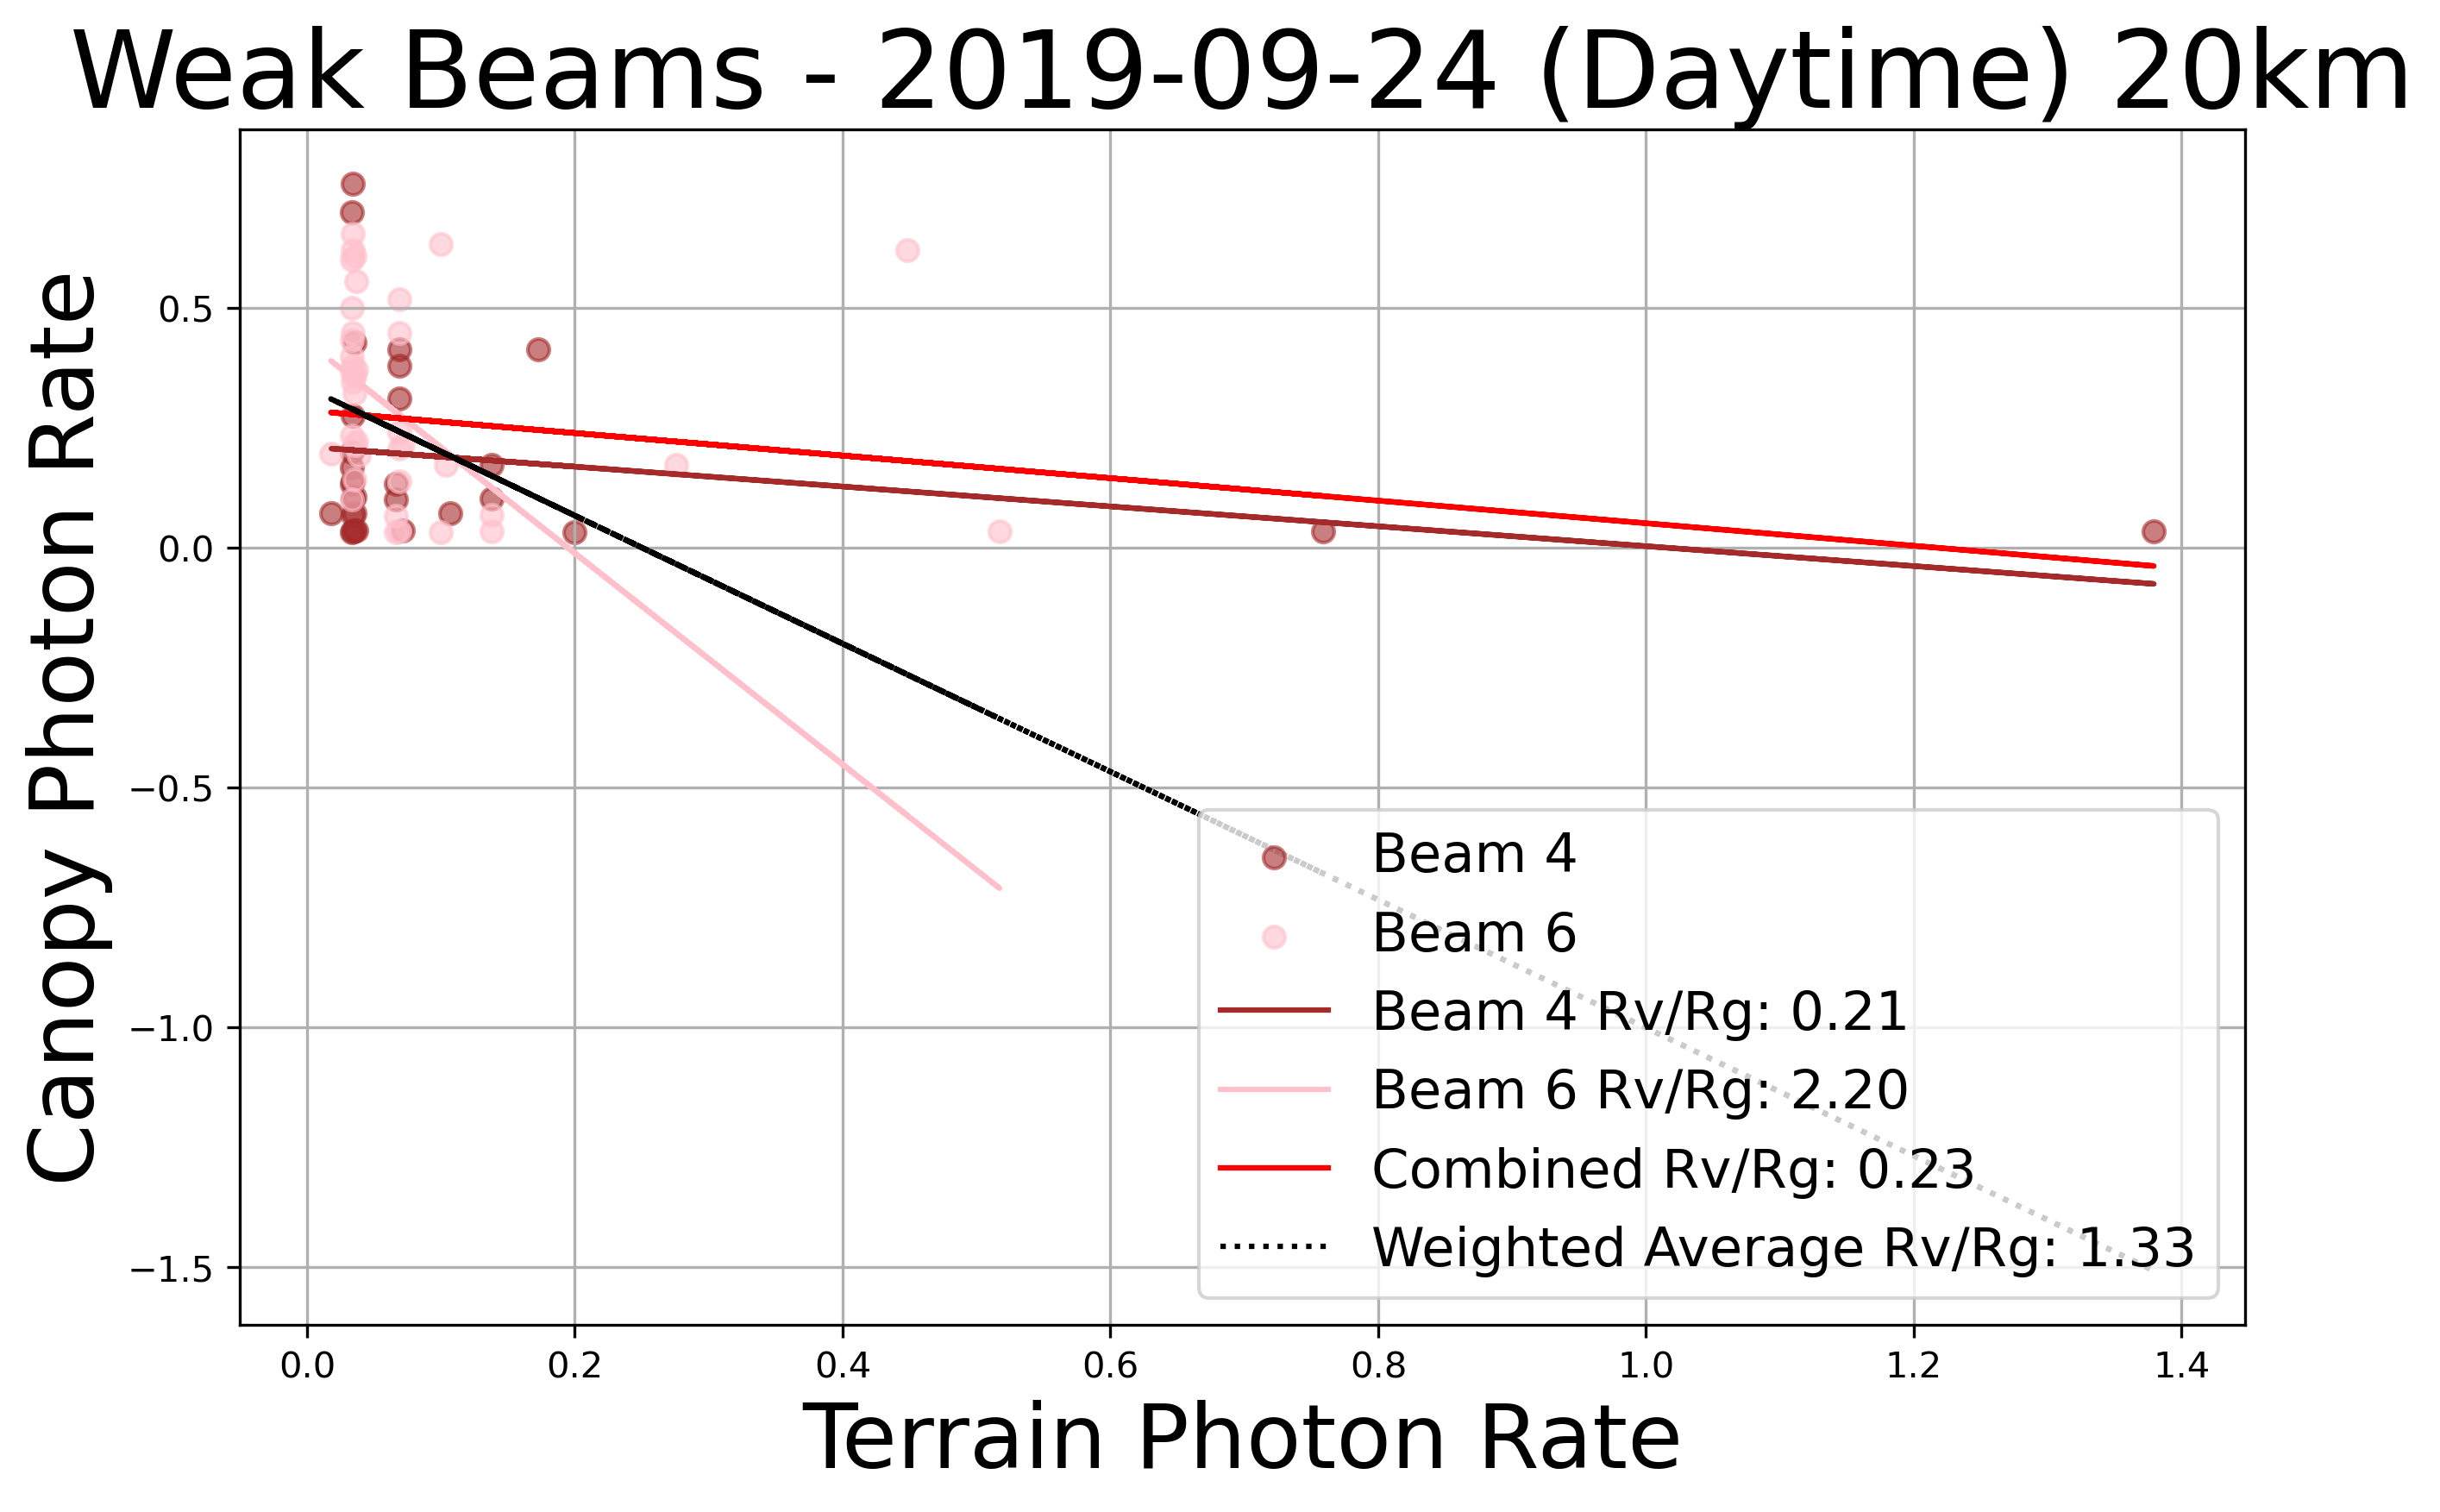 Weak Beams - 2019-09-24 (Daytime) 20km
Canopy Photon Rate
0.5
0.0
−0.5
−1.0
−1.5
Beam 4
Beam 6
Beam 4 Rv/Rg: 0.21
Beam 6 Rv/Rg: 2.20
Combined Rv/Rg: 0.23
Weighted Average Rv/Rg: 1.33
0.0 0.2 0.4 0.6 0.8 1.0 1.2 1.4
Terrain Photon Rate